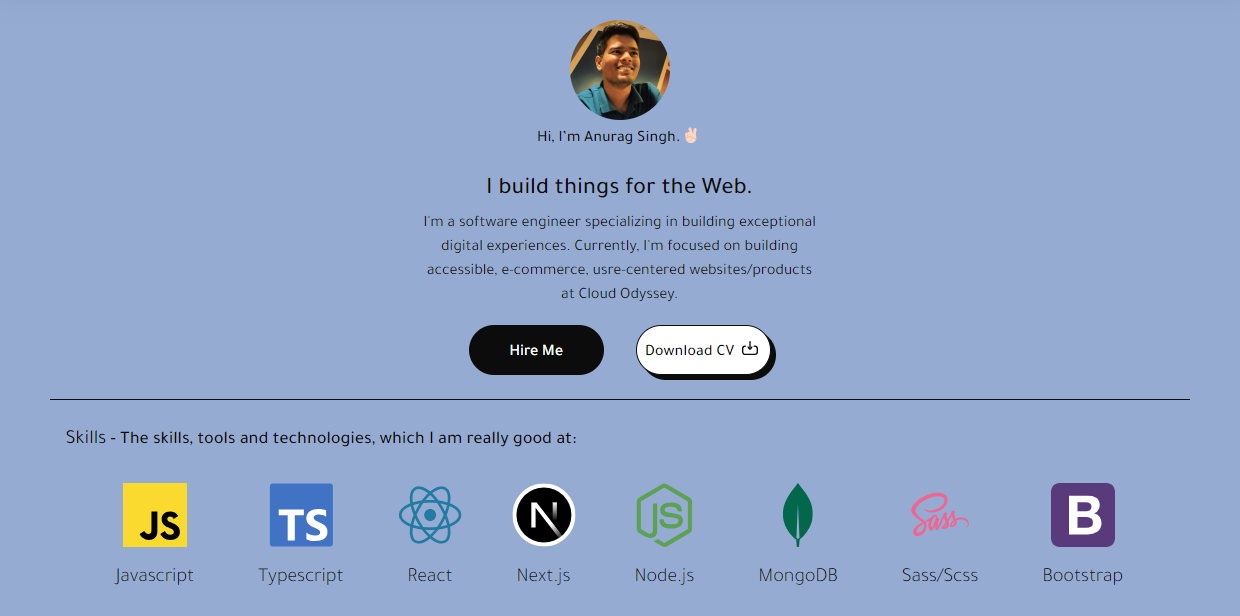 Hi, I'm Anurag Singh. ✌🏻
I build things for the Web.
I'm a software engineer specializing in building exceptional
digital experiences. Currently, I'm focused on building
accessible, e-commerce, usre-centered websites/products
at Cloud Odyssey.
Hire Me
Download CV
Skills - The skills, tools and technologies, which I am really good at:
JS TS N JS Sass B
Javascript Typescript React Next.js Node.js MongoDB Sass/Scss Bootstrap